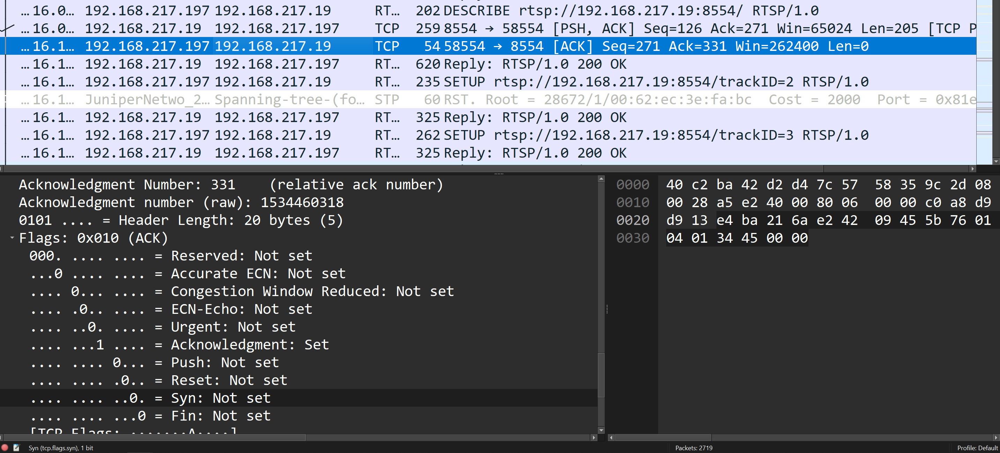 ... 16.0... 192.168.217.197 192.168.217.19 RT... 202 DESCRIBE rtsp://192.168.217.19:8554/ RTSP/1.0
... 16.0... 192.168.217.19 192.168.217.197 TCP 259 8554 → 58554 [PSH, ACK] Seq=126 Ack=271 Win=65024 Len=205 [TCP P
... 16.1... 192.168.217.197 192.168.217.19 TCP 54 58554 → 8554 [ACK] Seq=271 Ack=331 Win=262400 Len=0
... 16.1... 192.168.217.19 192.168.217.197 RT... 620 Reply: RTSP/1.0 200 OK
... 16.1... 192.168.217.197 192.168.217.19 RT... 235 SETUP rtsp://192.168.217.19:8554/trackID=2 RTSP/1.0
... 16.1... JuniperNetwo_2... Spanning-tree-(fo... STP 60 RST. Root = 28672/1/00:62:ec:3e:fa:bc Cost = 2000 Port = 0x81e
... 16.1... 192.168.217.19 192.168.217.197 RT... 325 Reply: RTSP/1.0 200 OK
... 16.1... 192.168.217.197 192.168.217.19 RT... 262 SETUP rtsp://192.168.217.19:8554/trackID=3 RTSP/1.0
... 16.1... 192.168.217.19 192.168.217.197 RT... 325 Reply: RTSP/1.0 200 OK
Acknowledgment Number: 331 (relative ack number)
Acknowledgment number (raw): 1534460318
0101 .... = Header Length: 20 bytes (5)
Flags: 0x010 (ACK)
000. .... .... = Reserved: Not set
...0 .... .... = Accurate ECN: Not set
.... 0... .... = Congestion Window Reduced: Not set
.... .0.. .... = ECN-Echo: Not set
.... ..0. .... = Urgent: Not set
.... ...1 .... = Acknowledgment: Set
.... .... 0... = Push: Not set
.... .... .0.. = Reset: Not set
.... .... ..0. = Syn: Not set
.... .... ...0 = Fin: Not set
[TCP Flags: ·······A····]
0000 40 c2 ba 42 d2 d4 7c 57 58 35 9c 2d 08
0010 00 28 a5 e2 40 00 80 06 00 00 c0 a8 d9
0020 d9 13 e4 ba 21 6a e2 42 09 45 5b 76 01
0030 04 01 34 45 00 00
Syn (tcp.flags.syn), 1 bit
Packets: 2719
Profile: Default